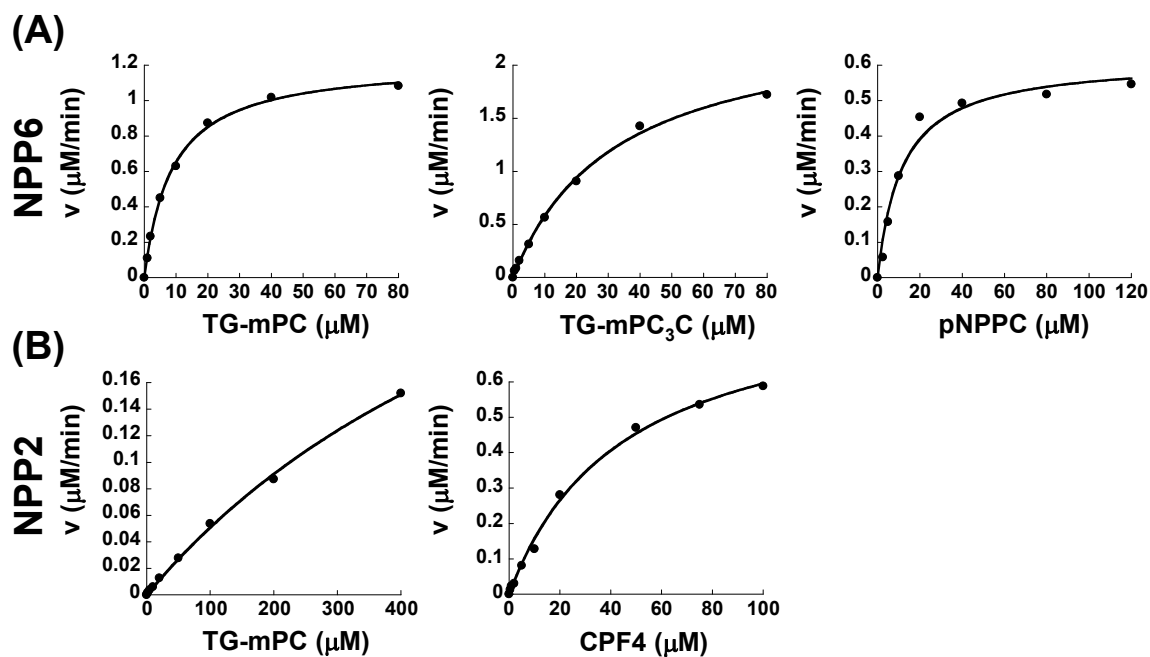 (A)
NPP6
v (μM/min)
1.2
1
0.8
0.6
0.4
0.2
0
0 10 20 30 40 50 60 70 80
TG-mPC (μM)
v (μM/min)
2
1.5
1
0.5
0
0 10 20 30 40 50 60 70 80
TG-mPC₃C (μM)
v (μM/min)
0.6
0.5
0.4
0.3
0.2
0.1
0
0 20 40 60 80 100 120
pNPPC (μM)
(B)
NPP2
v (μM/min)
0.16
0.14
0.12
0.1
0.08
0.06
0.04
0.02
0
0 100 200 300 400
TG-mPC (μM)
v (μM/min)
0.6
0.5
0.4
0.3
0.2
0.1
0
0 20 40 60 80 100
CPF4 (μM)